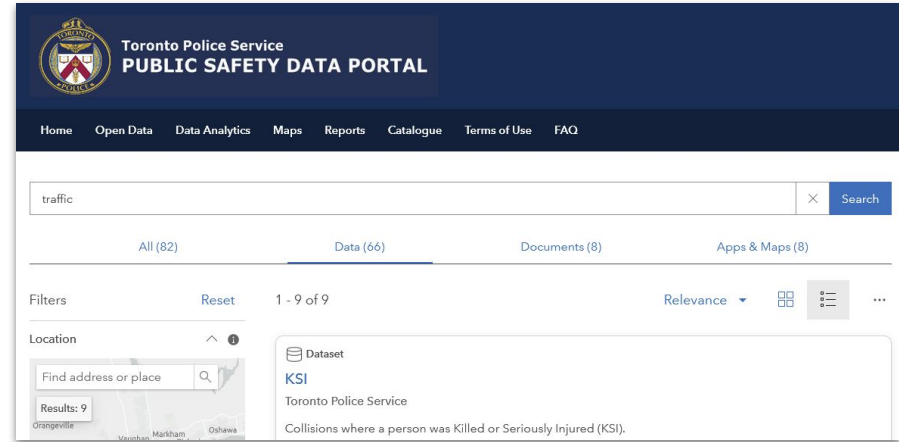 TORONTO
POLICE
Toronto Police Service
PUBLIC SAFETY DATA PORTAL
Home Open Data Data Analytics Maps Reports Catalogue Terms of Use FAQ
traffic
Search
All (82) Data (66) Documents (8) Apps & Maps (8)
Filters Reset 1 - 9 of 9 Relevance
Location
Dataset
Find address or place
KSI
Toronto Police Service
Results: 9
Orangeville
Vaughan Markham Oshawa
Collisions where a person was Killed or Seriously Injured (KSI).